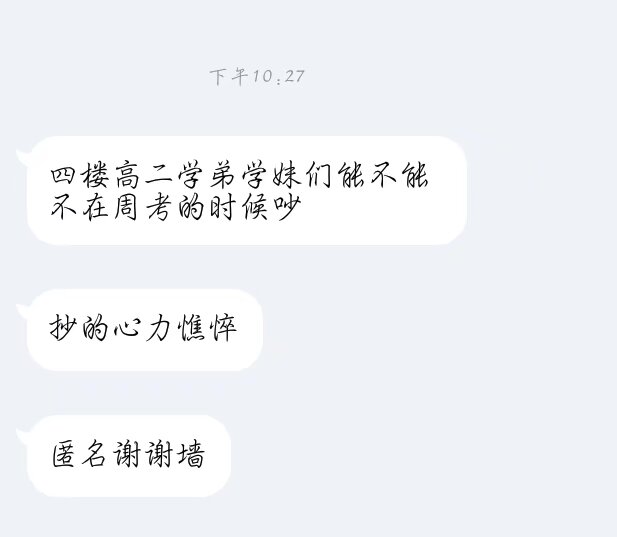 下午10:27
四楼高二学弟学妹们能不能
不在周考的时候吵
抄的心力憔悴
匿名谢谢墙